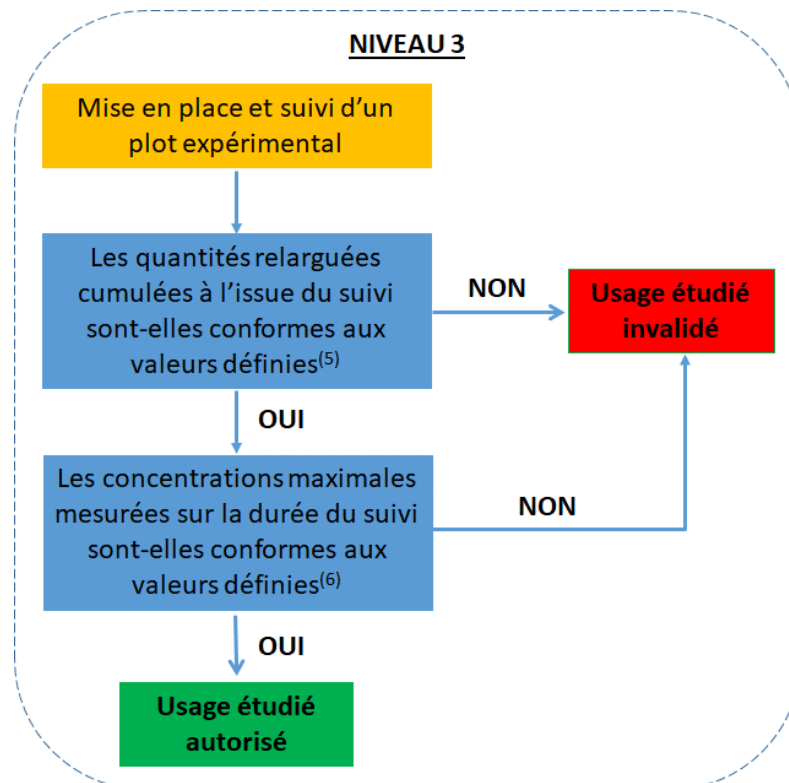 NIVEAU 3
Mise en place et suivi d'un
plot expérimental
Les quantités relarguées
cumulées à l'issue du suivi
sont-elles conformes aux
valeurs définies(5)
NON
Usage étudié
invalidé
OUI
Les concentrations maximales
mesurées sur la durée du suivi
sont-elles conformes aux
valeurs définies(6)
NON
OUI
Usage étudié
autorisé